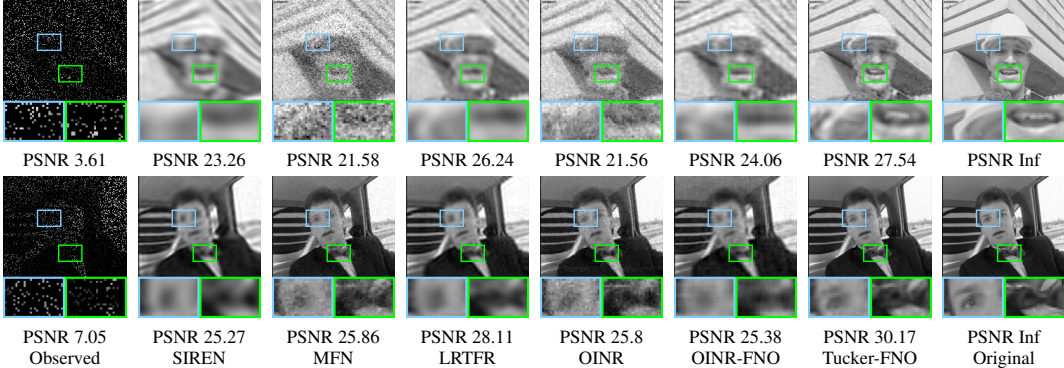 PSNR 3.61 PSNR 23.26 PSNR 21.58 PSNR 26.24 PSNR 21.56 PSNR 24.06 PSNR 27.54 PSNR Inf
PSNR 7.05 PSNR 25.27 PSNR 25.86 PSNR 28.11 PSNR 25.8 PSNR 25.38 PSNR 30.17 PSNR Inf
Observed SIREN MFN LRTFR OINR OINR-FNO Tucker-FNO Original